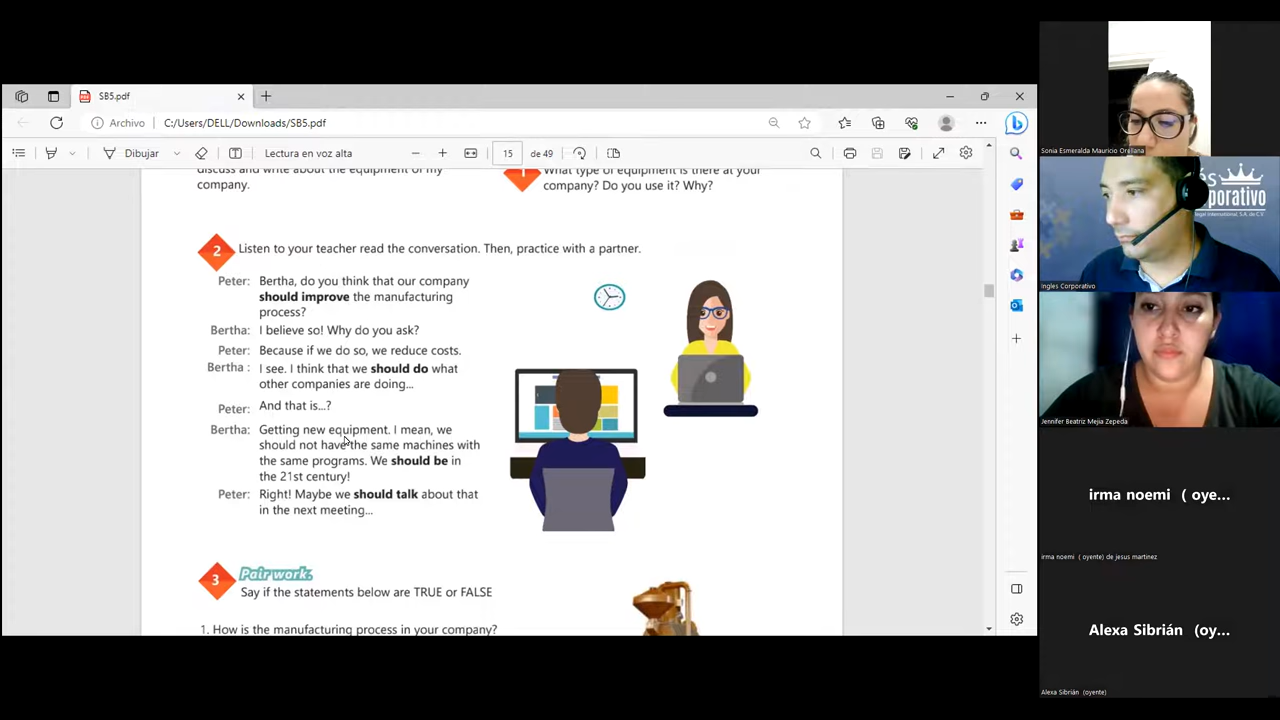 SB5.pdf
Archivo
C:/Users/DELL/Downloads/SB5.pdf
Dibujar
Lectura en voz alta
15
de 49
discuss and write about the equipment of my
company.
1
What type of equipment is there at your
company? Do you use it? Why?
2
Listen to your teacher read the conversation. Then, practice with a partner.
Peter: Bertha, do you think that our company
should improve the manufacturing
process?
Bertha: I believe so! Why do you ask?
Peter: Because if we do so, we reduce costs.
Bertha : I see. I think that we should do what
other companies are doing...
Peter: And that is...?
Bertha: Getting new equipment. I mean, we
should not have the same machines with
the same programs. We should be in
the 21st century!
Peter: Right! Maybe we should talk about that
in the next meeting...
3
Pair work.
Say if the statements below are TRUE or FALSE
1. How is the manufacturing process in your company?
Sonia Esmeralda Mauricio Orellana
és
rporativo
legal international, S.A. de C.V.
Ingles Corporativo
Jennifer Beatriz Mejia Zepeda
irma noemi ( oye...
irma noemi ( oyente) de jesus martinez
Alexa Sibrián (oy...
Alexa Sibrián (oyente)